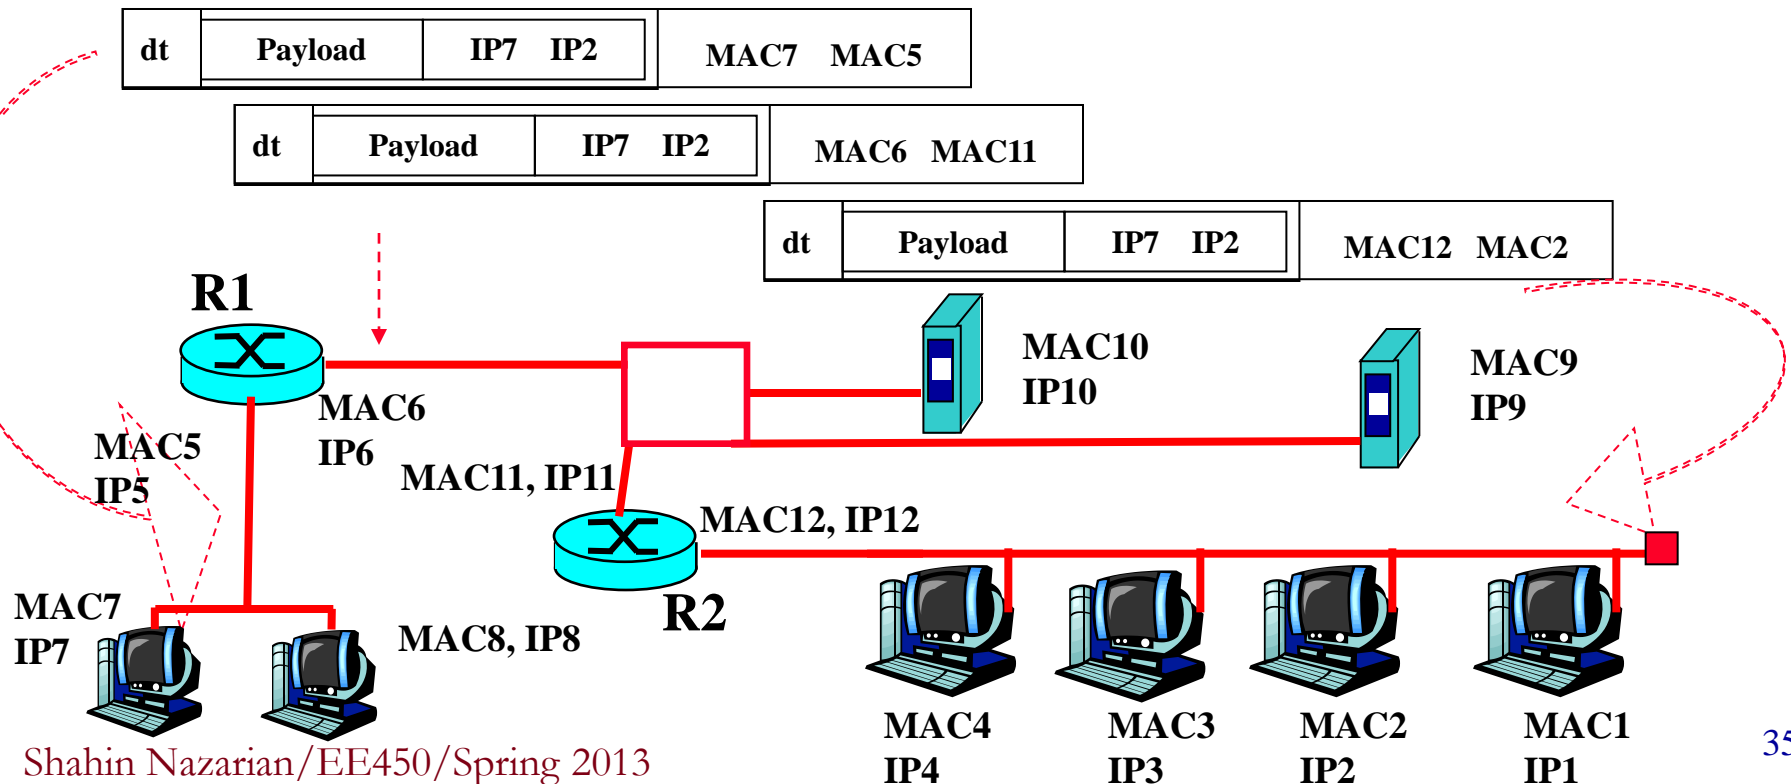 dt Payload IP7 IP2 MAC7 MAC5
dt Payload IP7 IP2 MAC6 MAC11
dt Payload IP7 IP2 MAC12 MAC2
R1
MAC10
IP10
MAC9
IP9
MAC6
IP6
MAC5
IP5
MAC11, IP11
MAC12, IP12
R2
MAC7
IP7
MAC8, IP8
MAC4
IP4
MAC3
IP3
MAC2
IP2
MAC1
IP1
Shahin Nazarian/EE450/Spring 2013
35